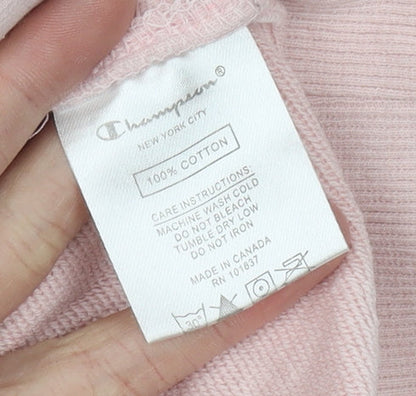 Champson®
NEW YORK CITY
100% COTTON
CARE INSTRUCTIONS:
MACHINE WASH COLD
DO NOT BLEACH
TUMBLE DRY LOW
DO NOT IRON
MADE IN CANADA
RN 101637
30°